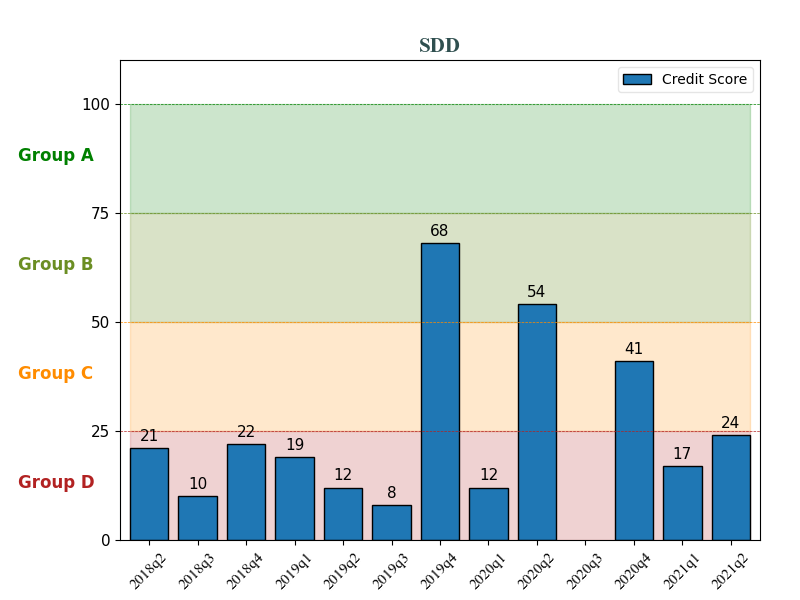 SDD
Credit Score
100
Group A
75
68
Group B
54
50
41
Group C
25
21
10
22
19
12
8
12
17
24
Group D
0
2018q2
2018q3
2018q4
2019q1
2019q2
2019q3
2019q4
2020q1
2020q2
2020q3
2020q4
2021q1
2021q2